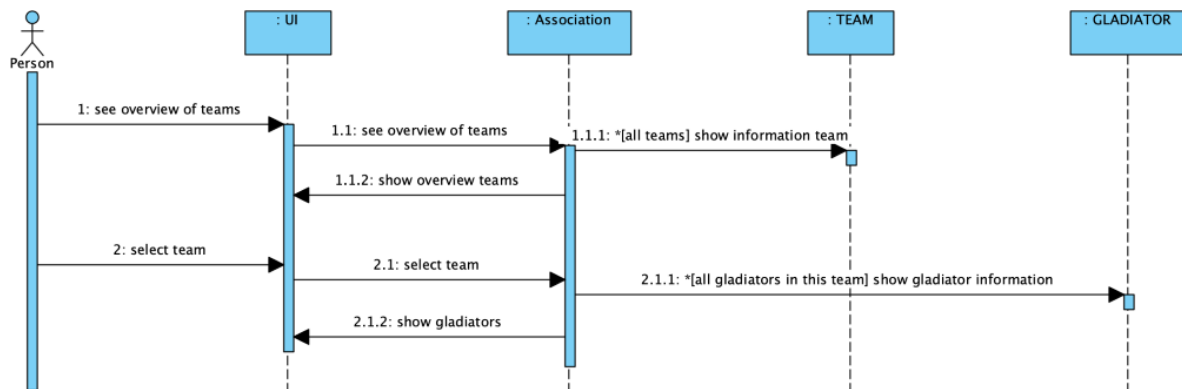 : UI
: Association
: TEAM
: GLADIATOR
Person
1: see overview of teams
1.1: see overview of teams
1.1.1: *[all teams] show information team
1.1.2: show overview teams
2: select team
2.1: select team
2.1.1: *[all gladiators in this team] show gladiator information
2.1.2: show gladiators